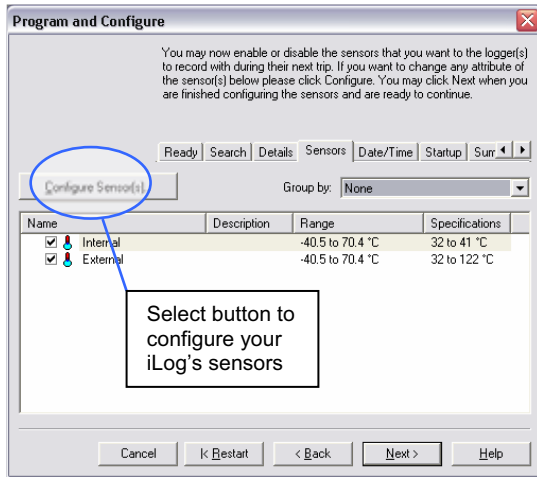 Program and Configure
You may now enable or disable the sensors that you want to the logger(s)
to record with during their next trip. If you want to change any attribute of
the sensor(s) below please click Configure. You may click Next when you
are finished configuring the sensors and are ready to continue.
Ready Search Details Sensors Date/Time Startup Sum
Configure Sensor(s)... Group by: None
Name Description Range Specifications
Internal -40.5 to 70.4 °C 32 to 41 °C
External -40.5 to 70.4 °C 32 to 122 °C
Select button to
configure your
iLog's sensors
Cancel |< Restart < Back Next > Help